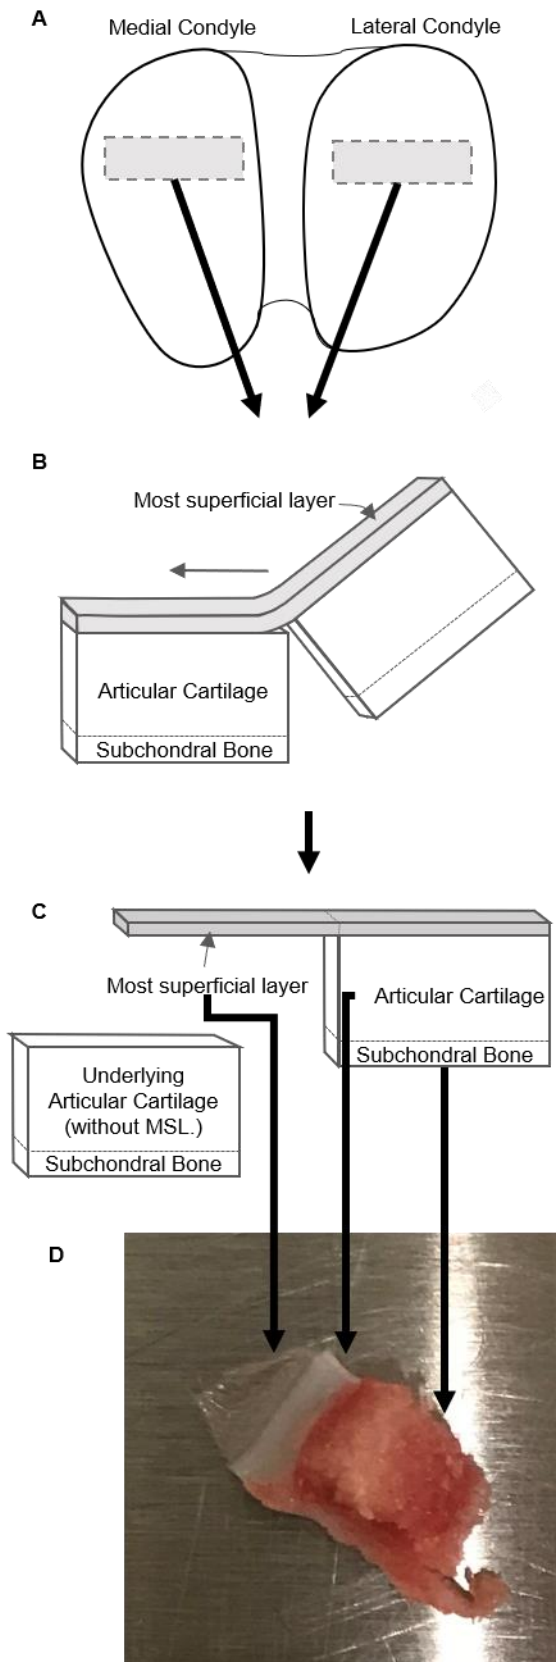 A
Medial Condyle
Lateral Condyle
B
Most superficial layer
Articular Cartilage
Subchondral Bone
C
Most superficial layer
Articular Cartilage
Subchondral Bone
Underlying
Articular Cartilage
(without MSL.)
Subchondral Bone
D